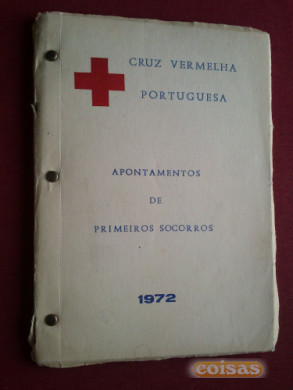 CRUZ VERMELHA
PORTUGUESA
APONTAMENTOS
DE
PRIMEIROS SOCORROS
1972
coisas